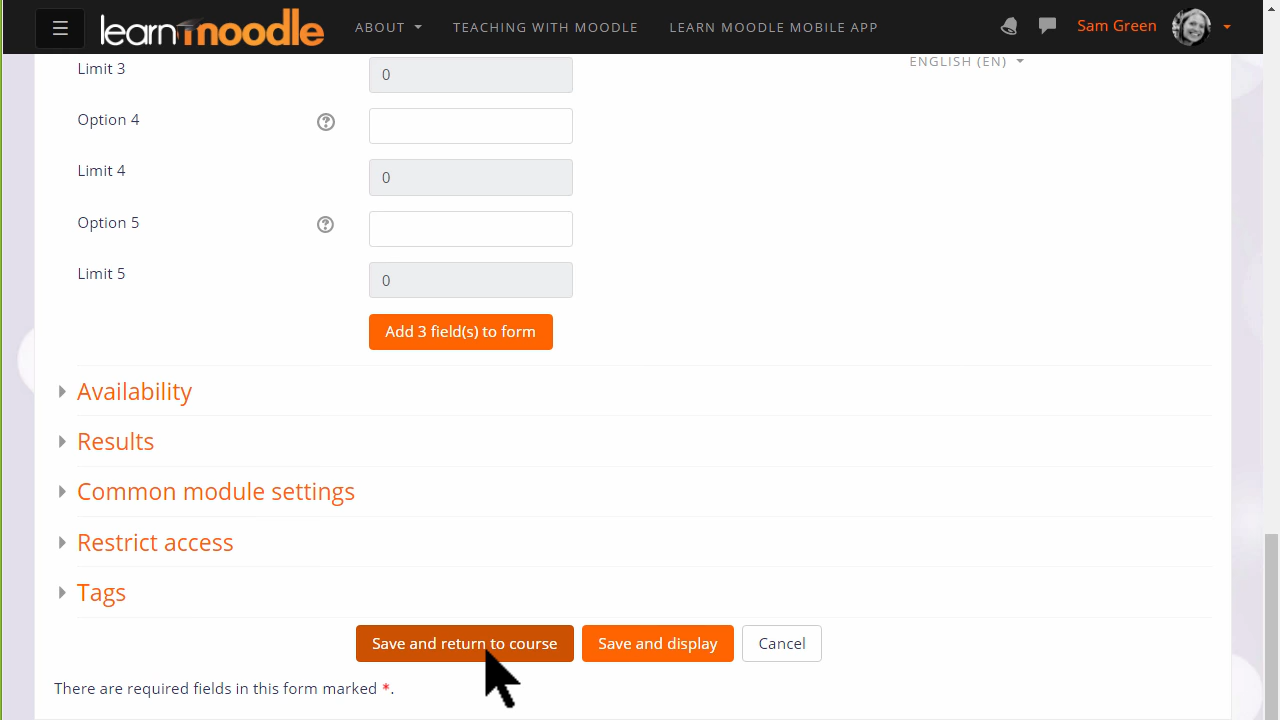 ☰ learn moodle ABOUT TEACHING WITH MOODLE LEARN MOODLE MOBILE APP Sam Green
ENGLISH (EN)
Limit 3 0
Option 4
Limit 4 0
Option 5
Limit 5 0
Add 3 field(s) to form
Availability
Results
Common module settings
Restrict access
Tags
Save and return to course Save and display Cancel
There are required fields in this form marked *.